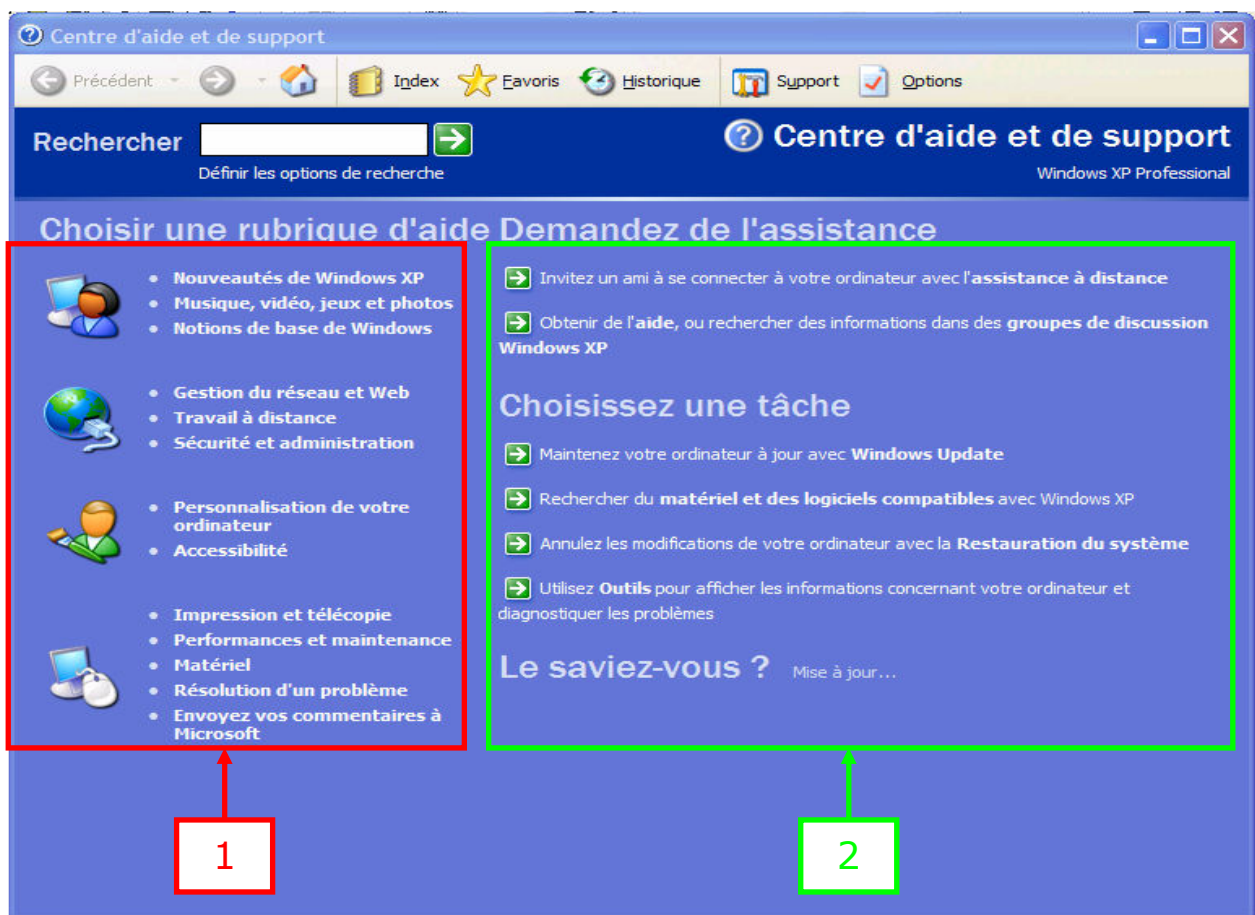 Centre d'aide et de support
Précédent
Index
Favoris
Historique
Support
Options
Rechercher
Définir les options de recherche
Centre d'aide et de support
Windows XP Professional
Choisir une rubrique d'aide
Nouveautés de Windows XP
Musique, vidéo, jeux et photos
Notions de base de Windows
Gestion du réseau et Web
Travail à distance
Sécurité et administration
Personnalisation de votre
ordinateur
Accessibilité
Impression et télécopie
Performances et maintenance
Matériel
Résolution d'un problème
Envoyez vos commentaires à
Microsoft
1
Demandez de l'assistance
Invitez un ami à se connecter à votre ordinateur avec l'assistance à distance
Obtenir de l'aide, ou rechercher des informations dans des groupes de discussion
Windows XP
Choisissez une tâche
Maintenez votre ordinateur à jour avec Windows Update
Rechercher du matériel et des logiciels compatibles avec Windows XP
Annulez les modifications de votre ordinateur avec la Restauration du système
Utilisez Outils pour afficher les informations concernant votre ordinateur et
diagnostiquer les problèmes
Le saviez-vous ? Mise à jour...
2